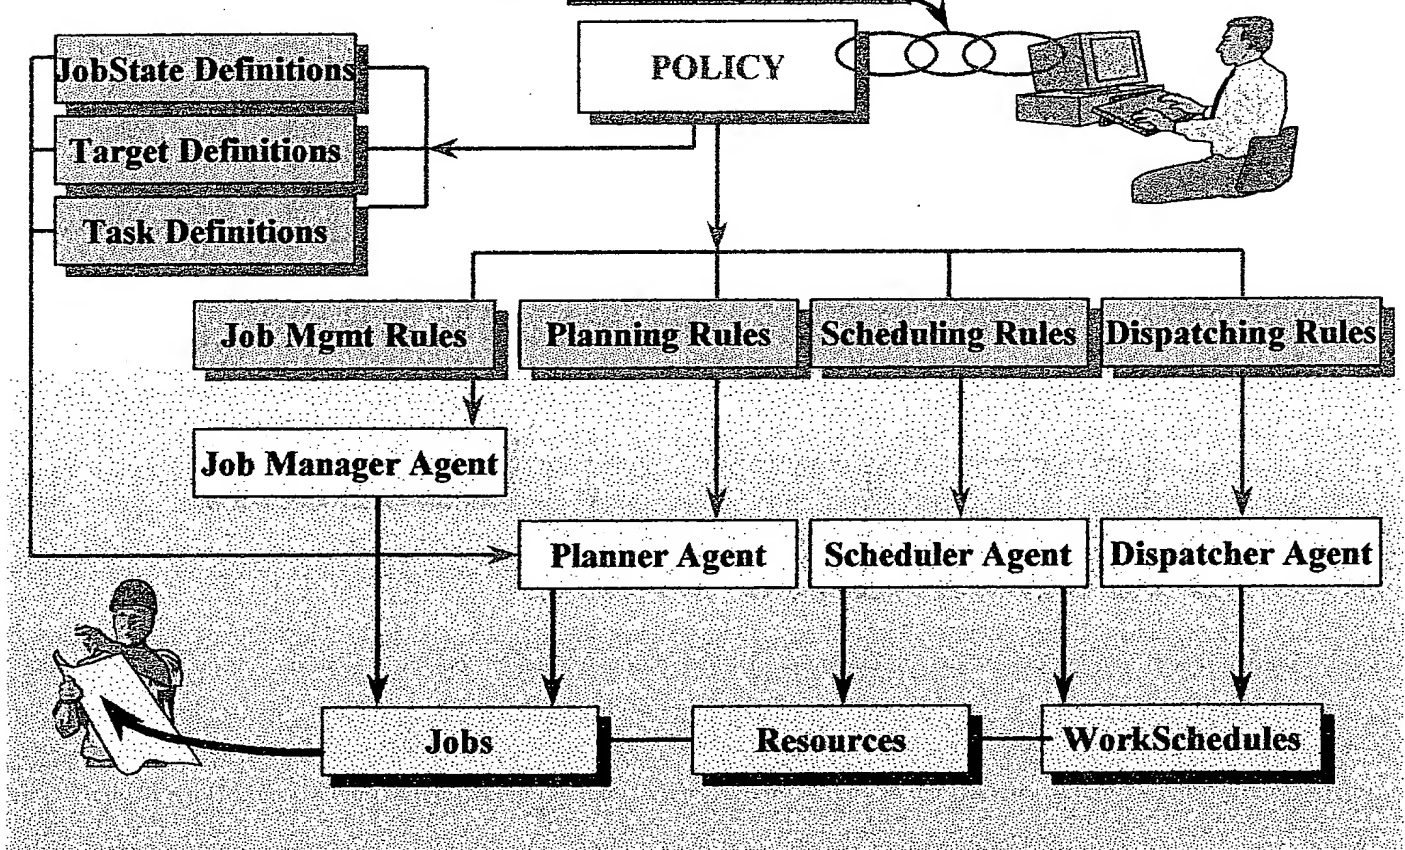 POLICY
JobState Definitions
Target Definitions
Task Definitions
Job Mgmt Rules
Planning Rules
Scheduling Rules
Dispatching Rules
Job Manager Agent
Planner Agent
Scheduler Agent
Dispatcher Agent
Jobs
Resources
WorkSchedules